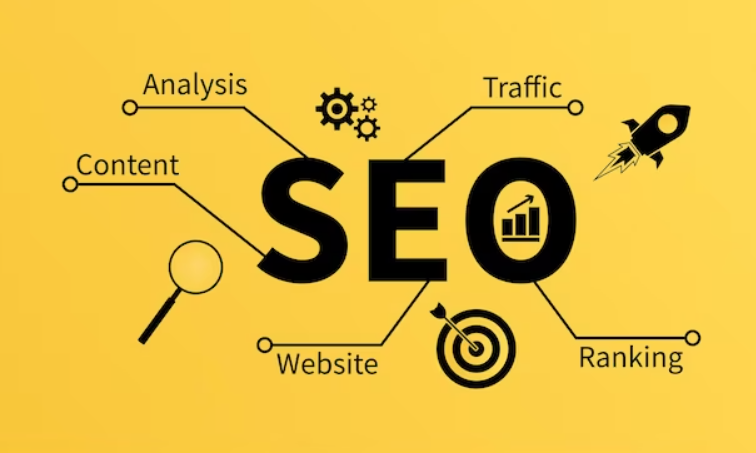 Analysis
Traffic
Content
SEO
Website
Ranking